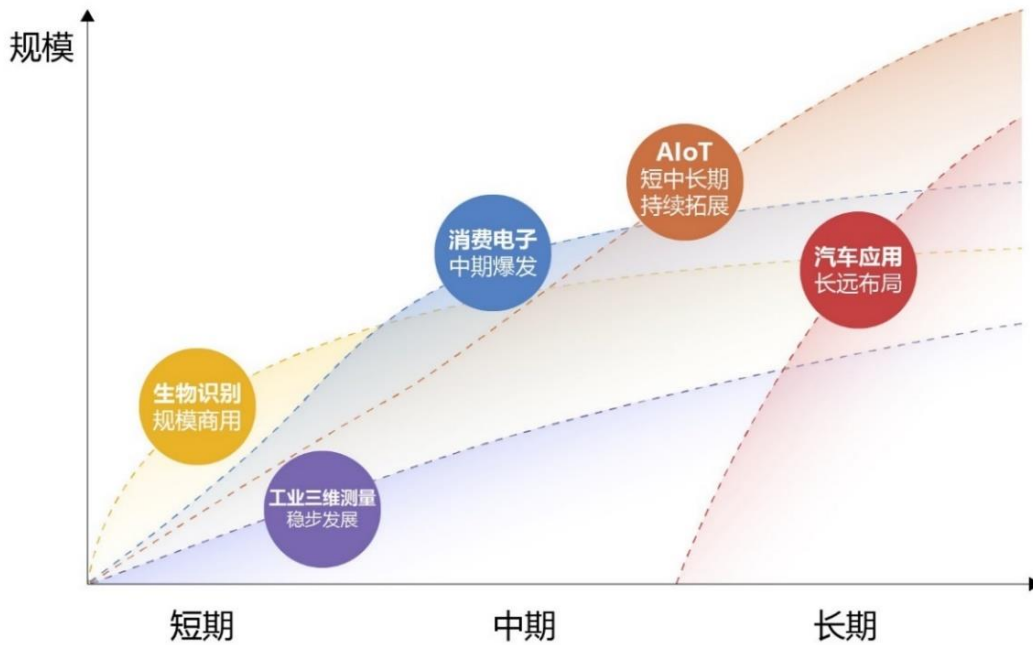 规模
AIoT
短中长期
持续拓展
消费电子
中期爆发
汽车应用
长远布局
生物识别
规模商用
工业三维测量
稳步发展
短期
中期
长期